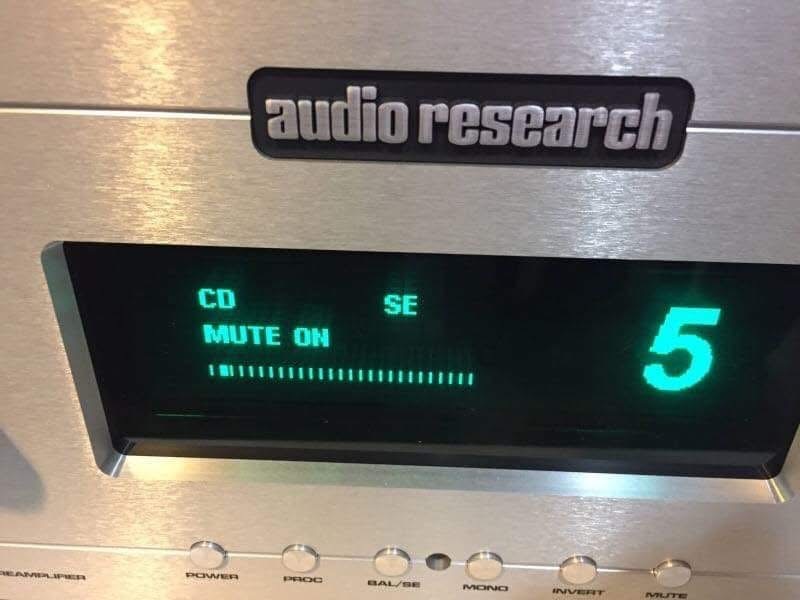 audio research
CD SE 5
MUTE ON
REAMPLIFIER POWER PROC BAL/SE MONO INVERT MUTE